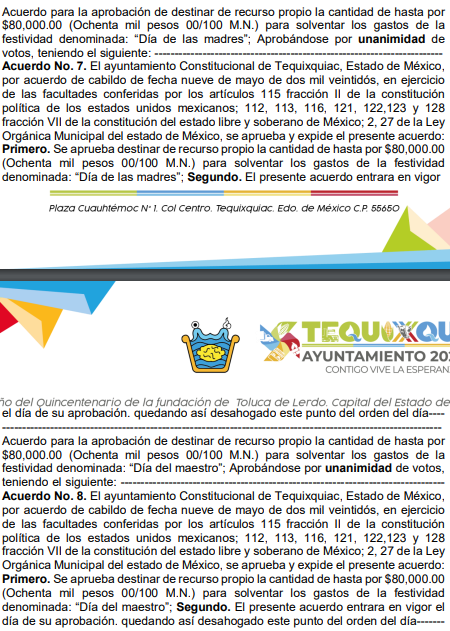 Acuerdo para la aprobación de destinar de recurso propio la cantidad de hasta por
$80,000.00 (Ochenta mil pesos 00/100 M.N.) para solventar los gastos de la
festividad denominada: “Día de las madres”; Aprobándose por unanimidad de
votos, teniendo el siguiente: ------------------------------------------------------------------------
Acuerdo No. 7. El ayuntamiento Constitucional de Tequixquiac, Estado de México,
por acuerdo de cabildo de fecha nueve de mayo de dos mil veintidós, en ejercicio
de las facultades conferidas por los artículos 115 fracción II de la constitución
política de los estados unidos mexicanos; 112, 113, 116, 121, 122,123 y 128
fracción VII de la constitución del estado libre y soberano de México; 2, 27 de la Ley
Orgánica Municipal del estado de México, se aprueba y expide el presente acuerdo:
Primero. Se aprueba destinar de recurso propio la cantidad de hasta por $80,000.00
(Ochenta mil pesos 00/100 M.N.) para solventar los gastos de la festividad
denominada: “Día de las madres”; Segundo. El presente acuerdo entrara en vigor
Plaza Cuauhtémoc N° 1. Col Centro. Tequixquiac. Edo. de México C.P. 55650
TEQUIXQU
AYUNTAMIENTO 202
CONTIGO VIVE LA ESPERAN
ño del Quincentenario de la fundación de Toluca de Lerdo. Capital del Estado de
el día de su aprobación. quedando así desahogado este punto del orden del día----
--------------------------------------------------------------------------------------------------------------
Acuerdo para la aprobación de destinar de recurso propio la cantidad de hasta por
$80,000.00 (Ochenta mil pesos 00/100 M.N.) para solventar los gastos de la
festividad denominada: “Día del maestro”; Aprobándose por unanimidad de votos,
teniendo el siguiente: ---------------------------------------------------------------------------------
Acuerdo No. 8. El ayuntamiento Constitucional de Tequixquiac, Estado de México,
por acuerdo de cabildo de fecha nueve de mayo de dos mil veintidós, en ejercicio
de las facultades conferidas por los artículos 115 fracción II de la constitución
política de los estados unidos mexicanos; 112, 113, 116, 121, 122,123 y 128
fracción VII de la constitución del estado libre y soberano de México; 2, 27 de la Ley
Orgánica Municipal del estado de México, se aprueba y expide el presente acuerdo:
Primero. Se aprueba destinar de recurso propio la cantidad de hasta por $80,000.00
(Ochenta mil pesos 00/100 M.N.) para solventar los gastos de la festividad
denominada: “Día del maestro”; Segundo. El presente acuerdo entrara en vigor el
día de su aprobación. quedando así desahogado este punto del orden del día-------